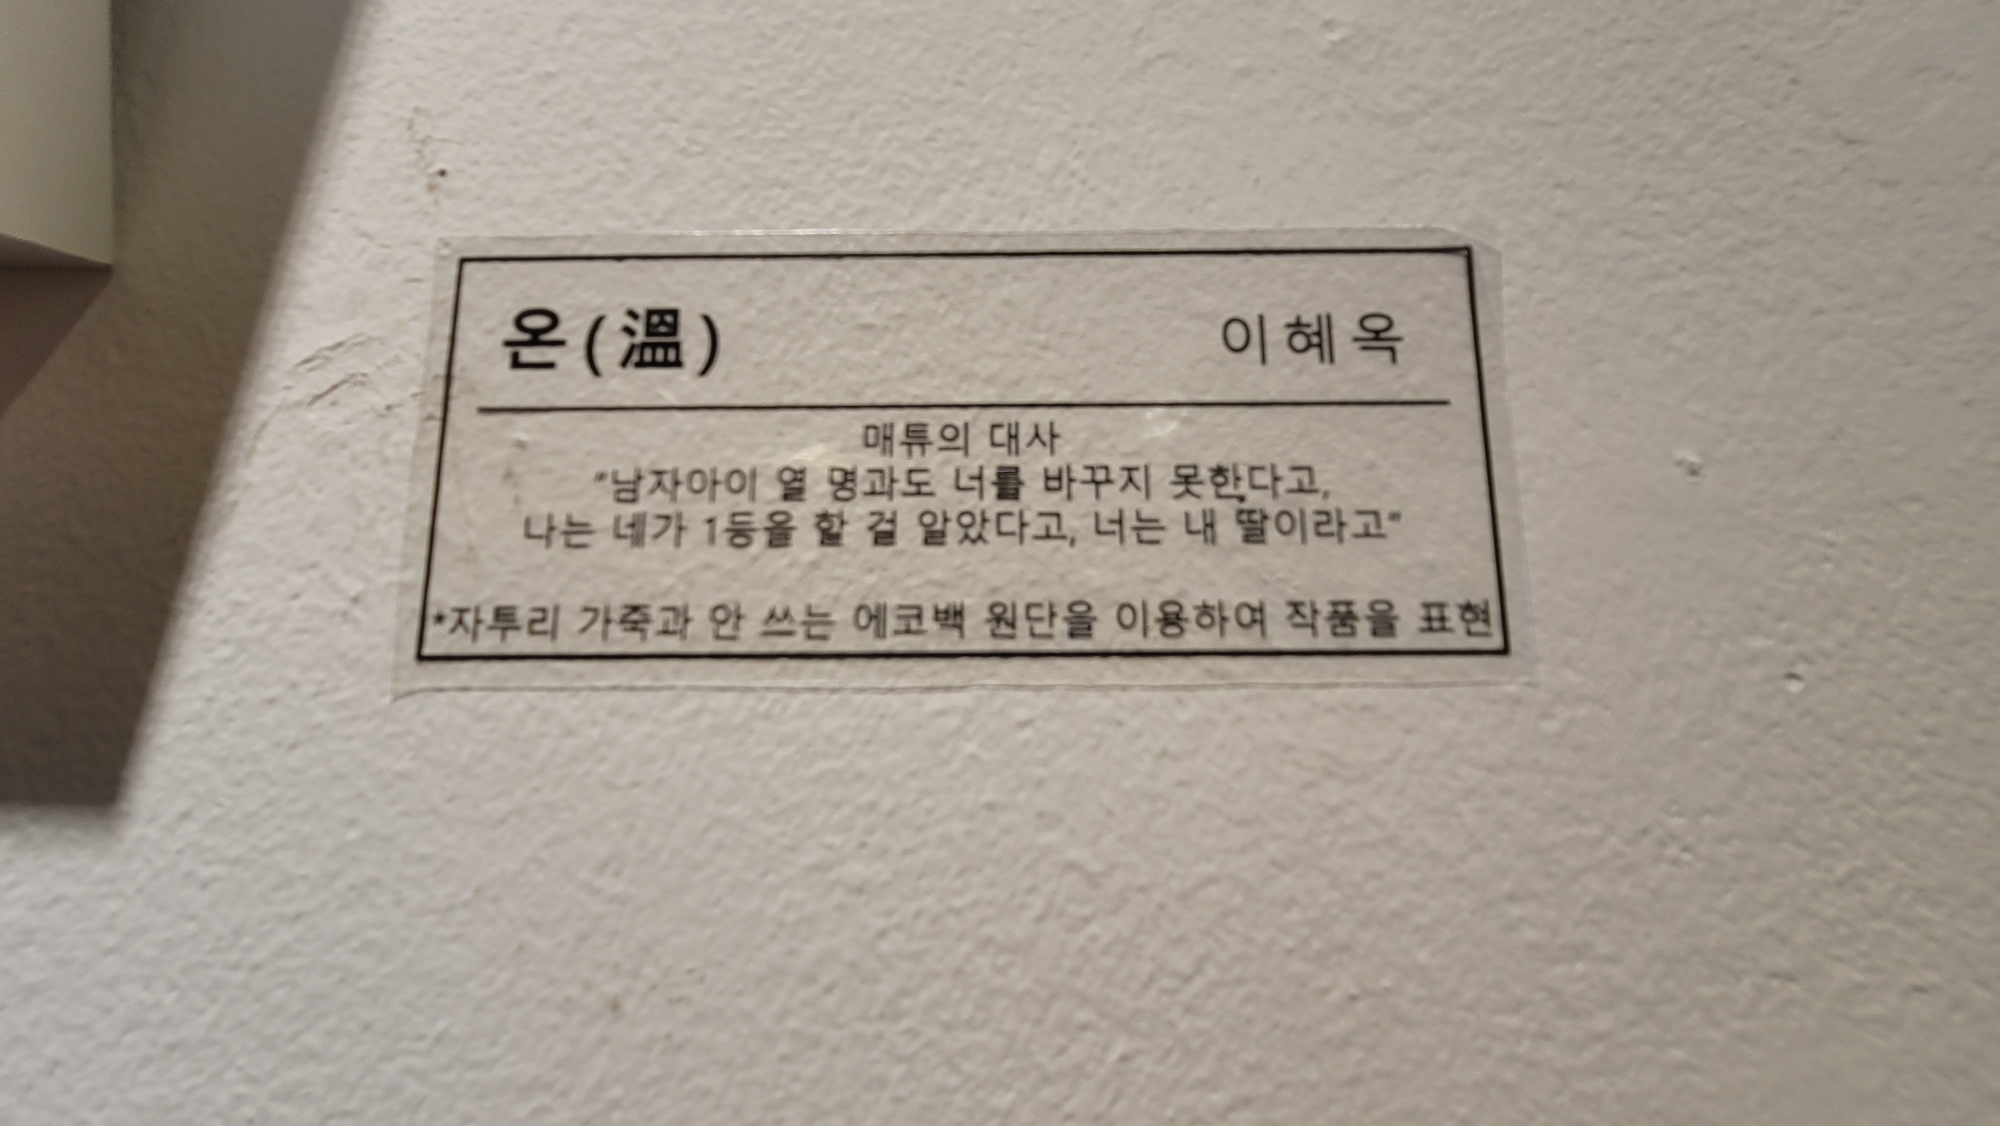 온(溫) 이혜옥
매튜의 대사
"남자아이 열 명과도 너를 바꾸지 못한다고,
나는 네가 1등을 할 걸 알았다고, 너는 내 딸이라고"
*자투리 가죽과 안 쓰는 에코백 원단을 이용하여 작품을 표현